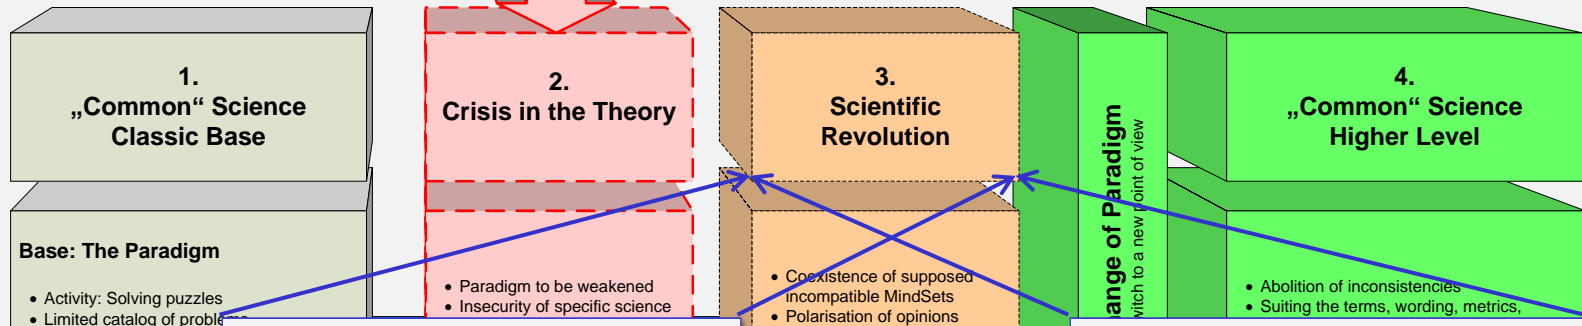 1.
„Common“ Science
Classic Base
2.
Crisis in the Theory
3.
Scientific
Revolution
4.
„Common“ Science
Higher Level
Base: The Paradigm
• Activity: Solving puzzles
• Limited catalog of problems
• Paradigm to be weakened
• Insecurity of specific science
• Coexistence of supposed
incompatible MindSets
• Polarisation of opinions
ange of Paradigm
witch to a new point of view
• Abolition of inconsistencies
• Suiting the terms, wording, metrics,